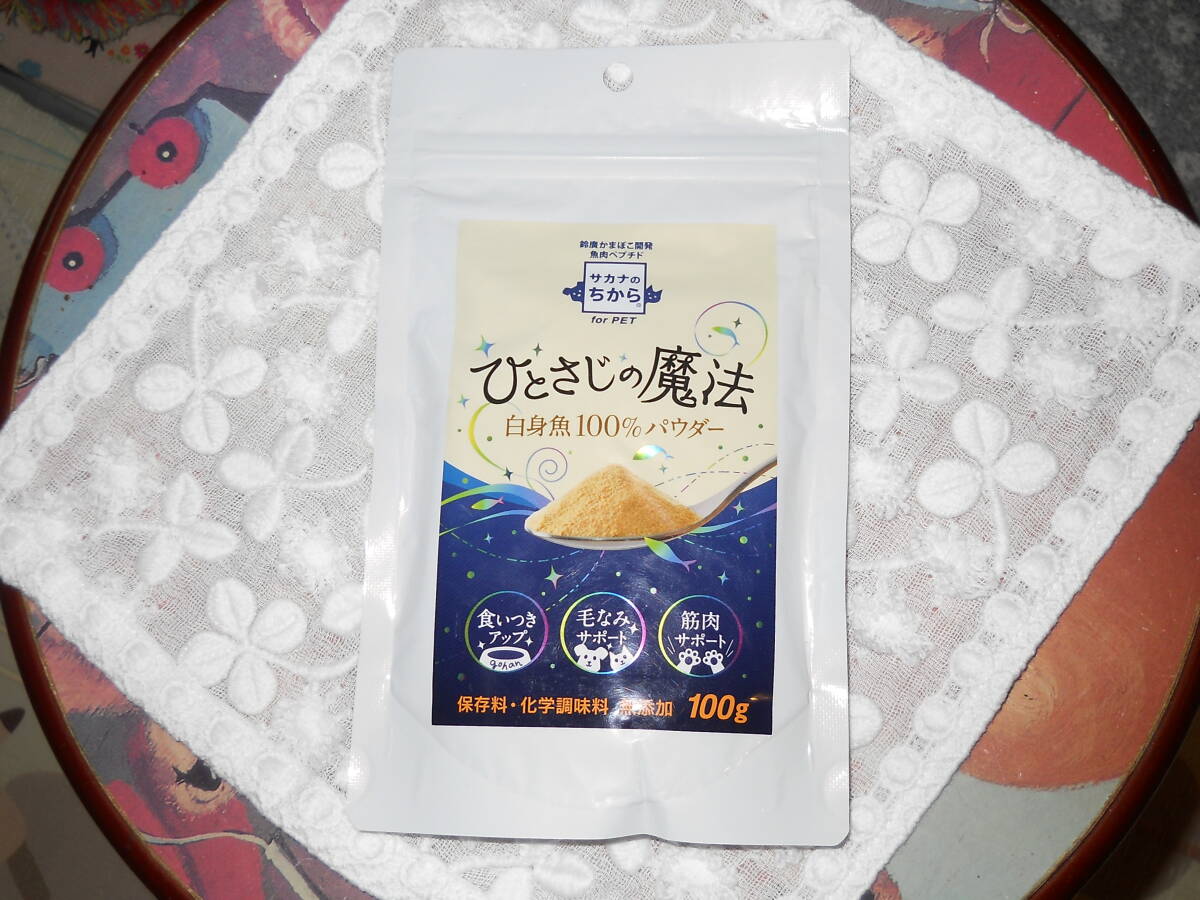 鈴廣かまぼこ開発
魚肉ペプチド
サカナの
ちから®
for PET
ひとさじの魔法
白身魚100%パウダー
食いつき
アップ
gohan
毛なみ
サポート
筋肉
サポート
保存料・化学調味料 無添加 100g